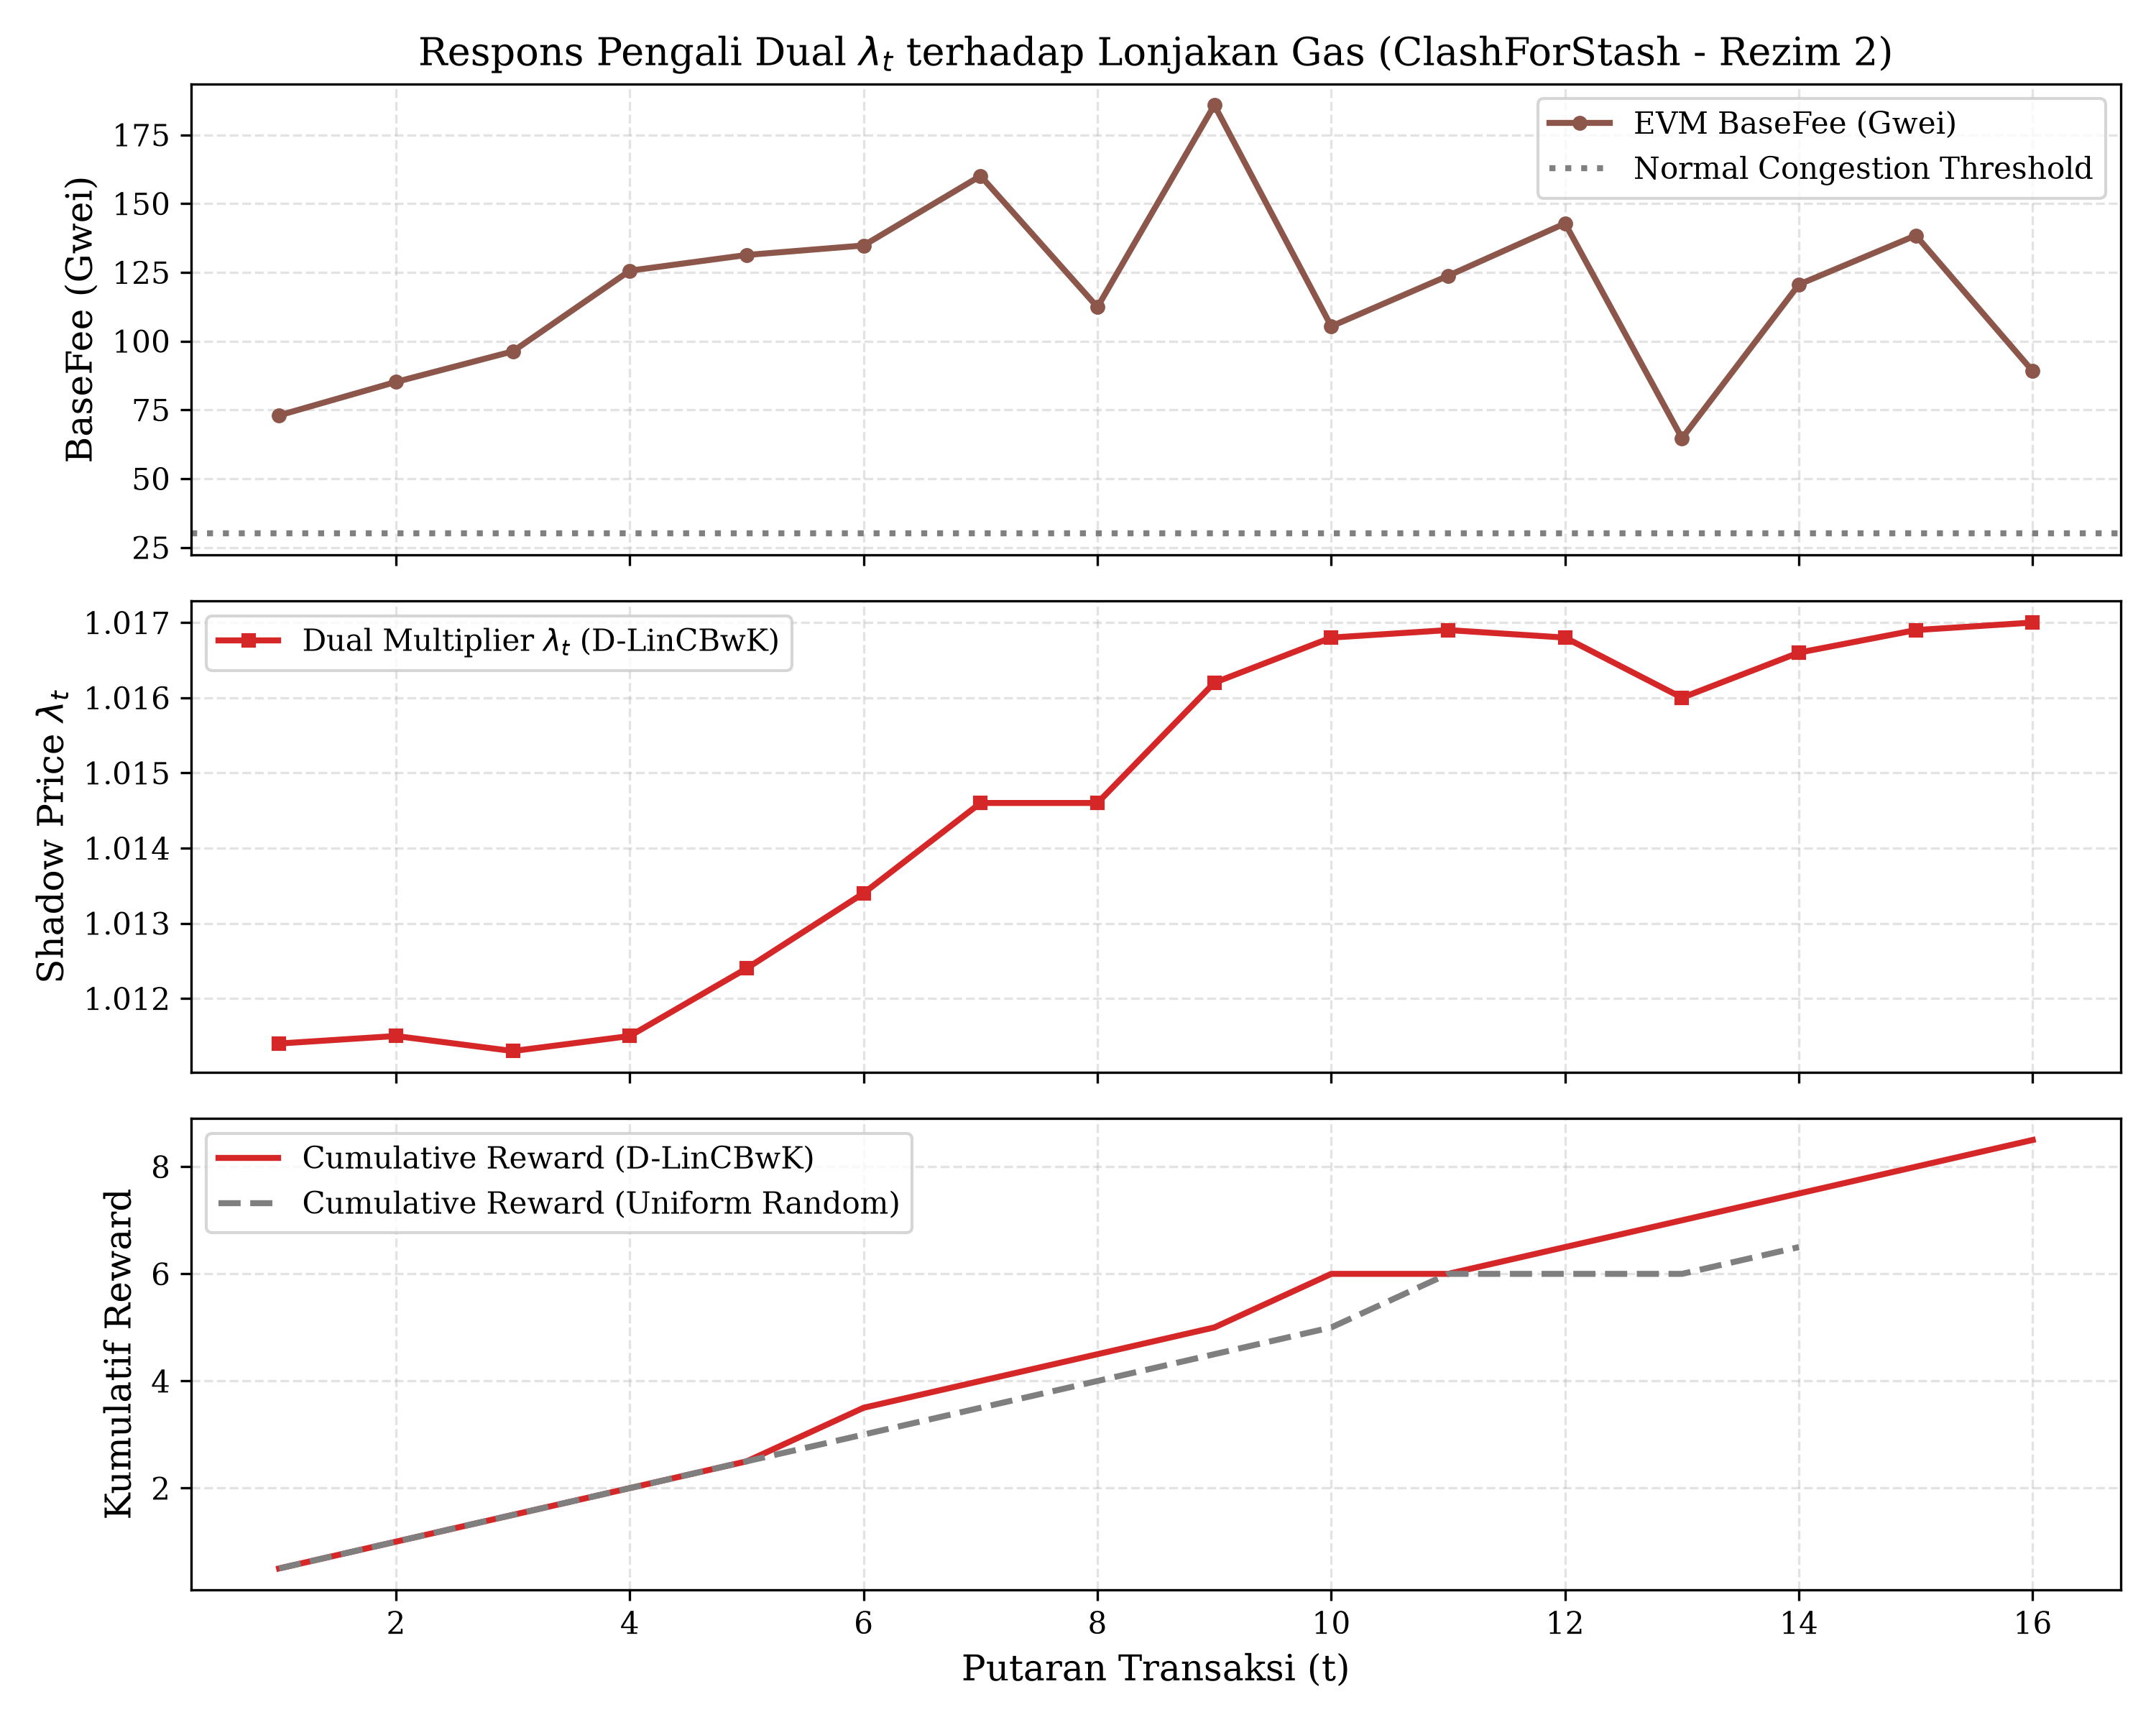 Respons Pengali Dual λt terhadap Lonjakan Gas (ClashForStash - Rezim 2)
BaseFee (Gwei)
175
150
125
100
75
50
25
EVM BaseFee (Gwei)
Normal Congestion Threshold
Shadow Price λt
1.017
1.016
1.015
1.014
1.013
1.012
Dual Multiplier λt (D-LinCBwK)
Kumulatif Reward
8
6
4
2
Cumulative Reward (D-LinCBwK)
Cumulative Reward (Uniform Random)
2 4 6 8 10 12 14 16
Putaran Transaksi (t)